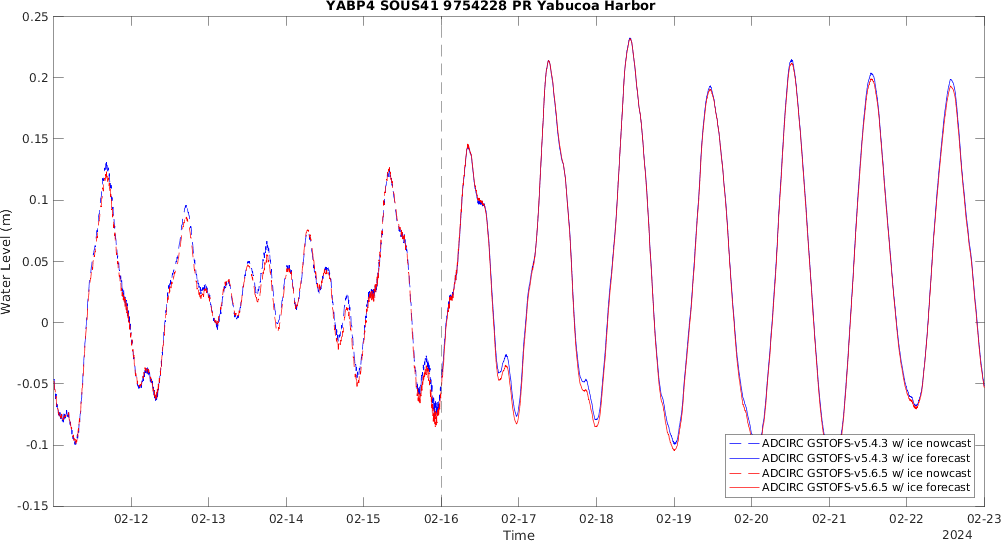 YABP4 SOUS41 9754228 PR Yabucoa Harbor
0.25
0.2
0.15
0.1
0.05
0
-0.05
-0.1
-0.15
Water Level (m)
ADCIRC GSTOFS-v5.4.3 w/ ice nowcast
ADCIRC GSTOFS-v5.4.3 w/ ice forecast
ADCIRC GSTOFS-v5.6.5 w/ ice nowcast
ADCIRC GSTOFS-v5.6.5 w/ ice forecast
02-12 02-13 02-14 02-15 02-16 02-17 02-18 02-19 02-20 02-21 02-22 02-23
Time
2024